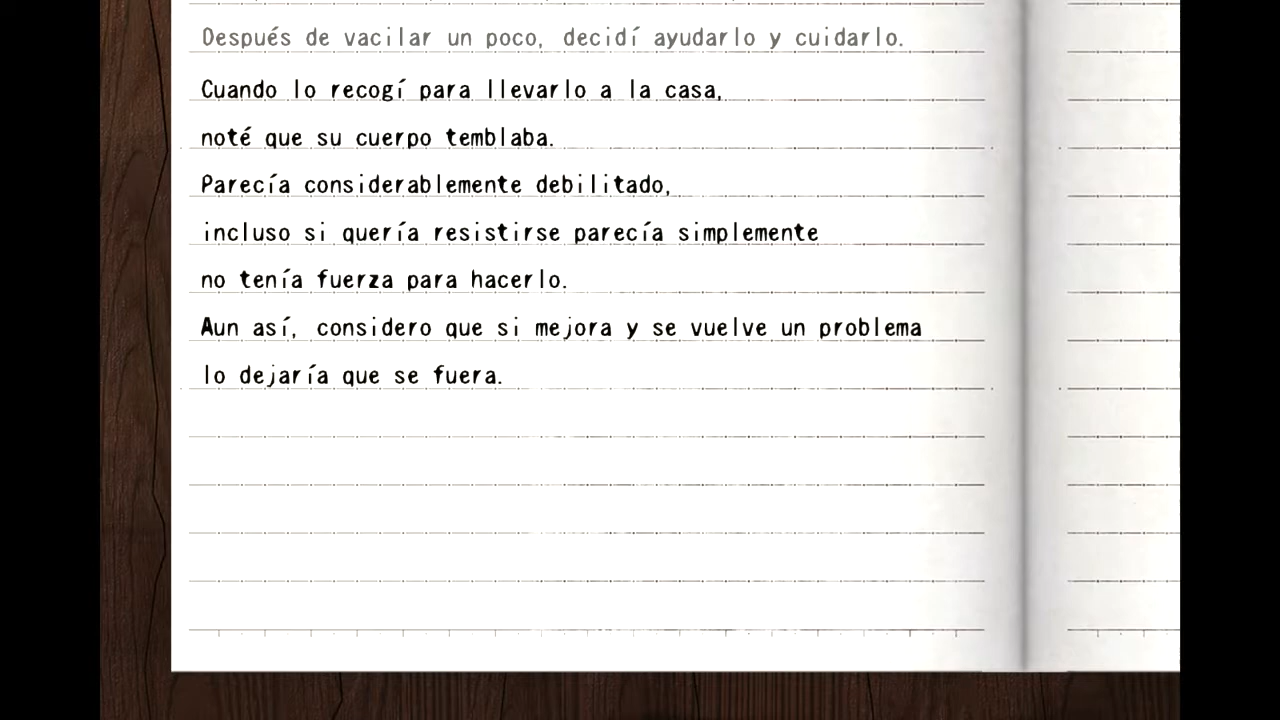 Después de vacilar un poco, decidí ayudarlo y cuidarlo.
Cuando lo recogí para llevarlo a la casa,
noté que su cuerpo temblaba.
Parecía considerablemente debilitado,
incluso si quería resistirse parecía simplemente
no tenía fuerza para hacerlo.
Aun así, considero que si mejora y se vuelve un problema
lo dejaría que se fuera.